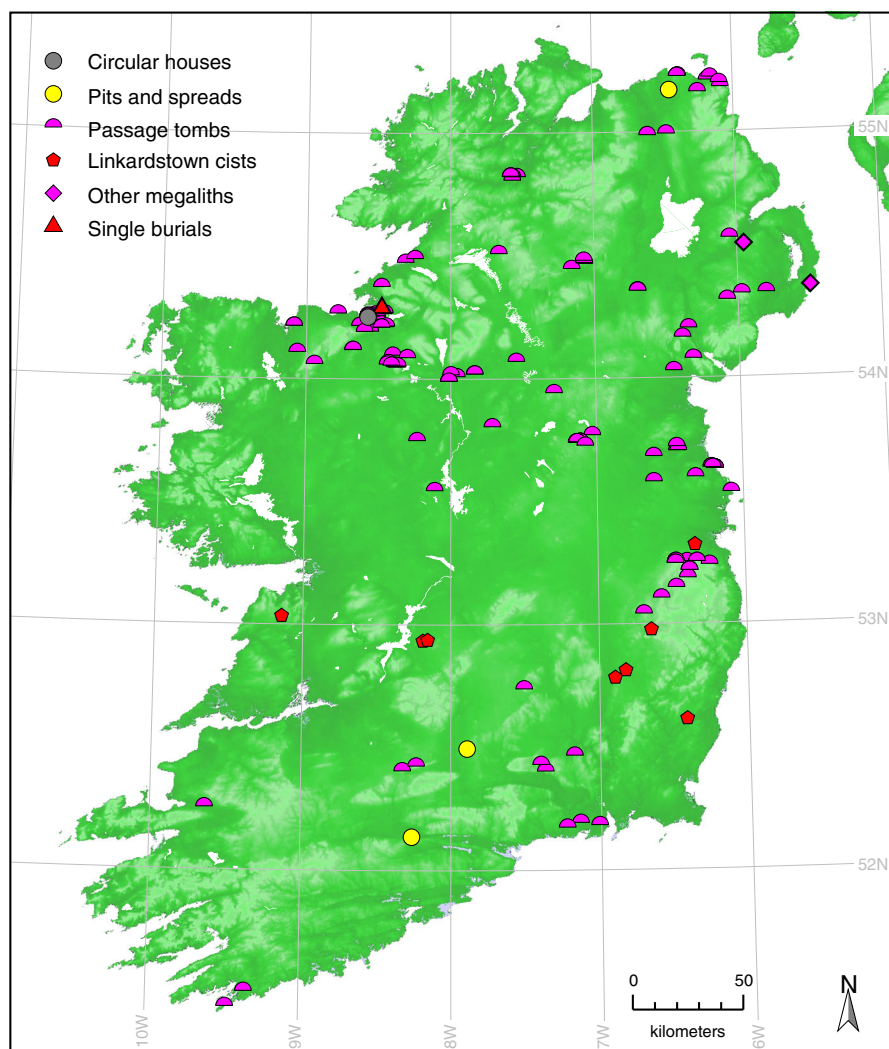 Circular houses
Pits and spreads
Passage tombs
Linkardstown cists
Other megaliths
Single burials
55N
54N
53N
52N
0 50
kilometers
N
10W 9W 8W 7W 6W